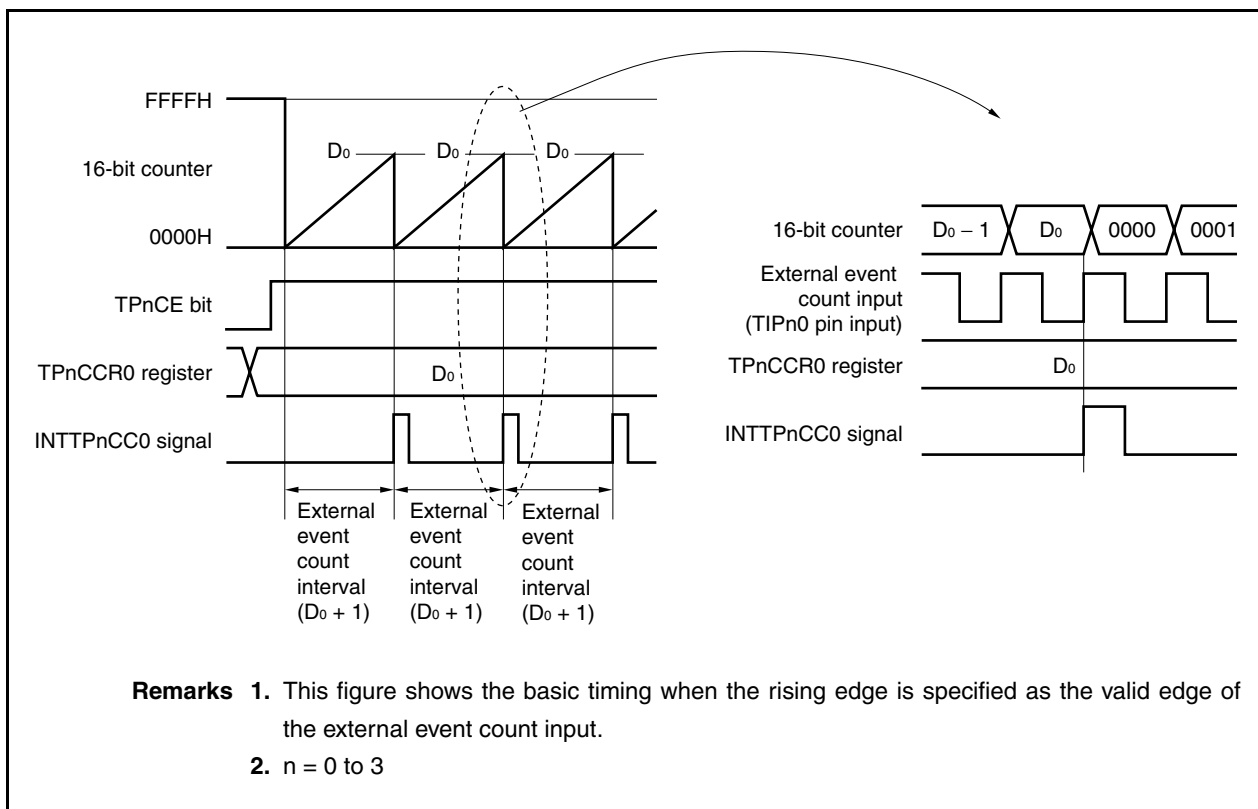 FFFFH
16-bit counter
0000H
TPnCE bit
TPnCCR0 register
INTTPnCC0 signal
D0
D0
D0
D0
External
event
count
interval
(D0 + 1)
External
event
count
interval
(D0 + 1)
External
event
count
interval
(D0 + 1)
16-bit counter
D0 − 1
D0
0000
0001
External event
count input
(TIPn0 pin input)
TPnCCR0 register
D0
INTTPnCC0 signal
Remarks 1. This figure shows the basic timing when the rising edge is specified as the valid edge of
the external event count input.
2. n = 0 to 3